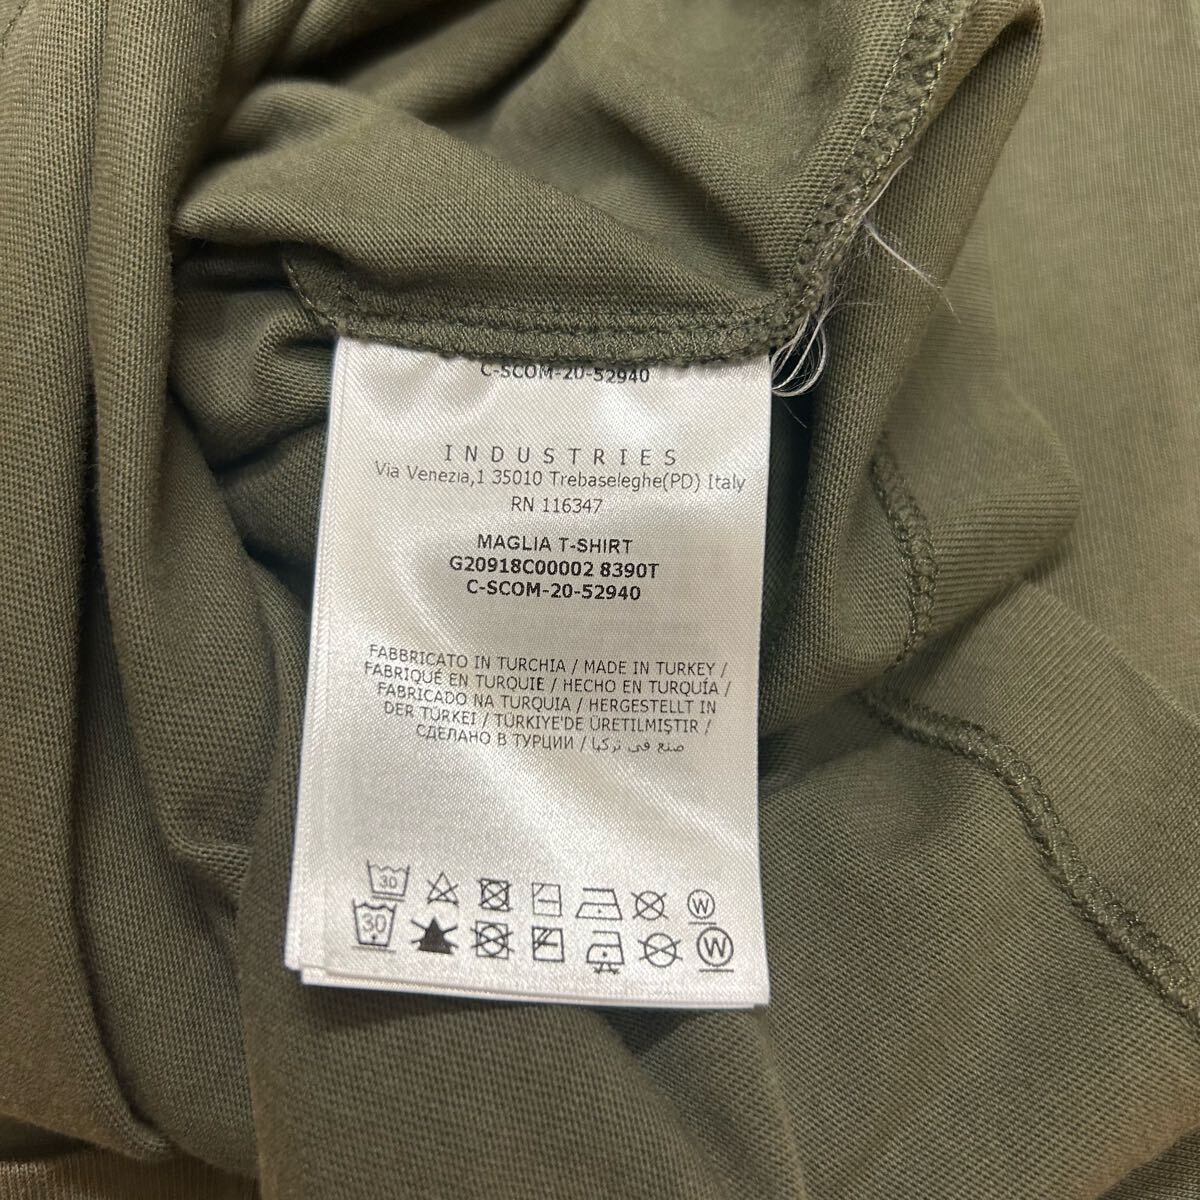 C-SCOM-20-52940
INDUSTRIES
Via Venezia,1 35010 Trebaseleghe(PD) Italy
RN 116347
MAGLIA T-SHIRT
G20918C00002 8390T
C-SCOM-20-52940
FABBRICATO IN TURCHIA / MADE IN TURKEY /
FABRIQUÉ EN TURQUIE / HECHO EN TURQUÍA /
FABRICADO NA TURQUIA / HERGESTELLT IN
DER TÜRKEI / TÜRKIYE'DE ÜRETILMIŞTIR /
СДЕЛАНО В ТУРЦИИ / صنع في تركيا
30 W
30 W